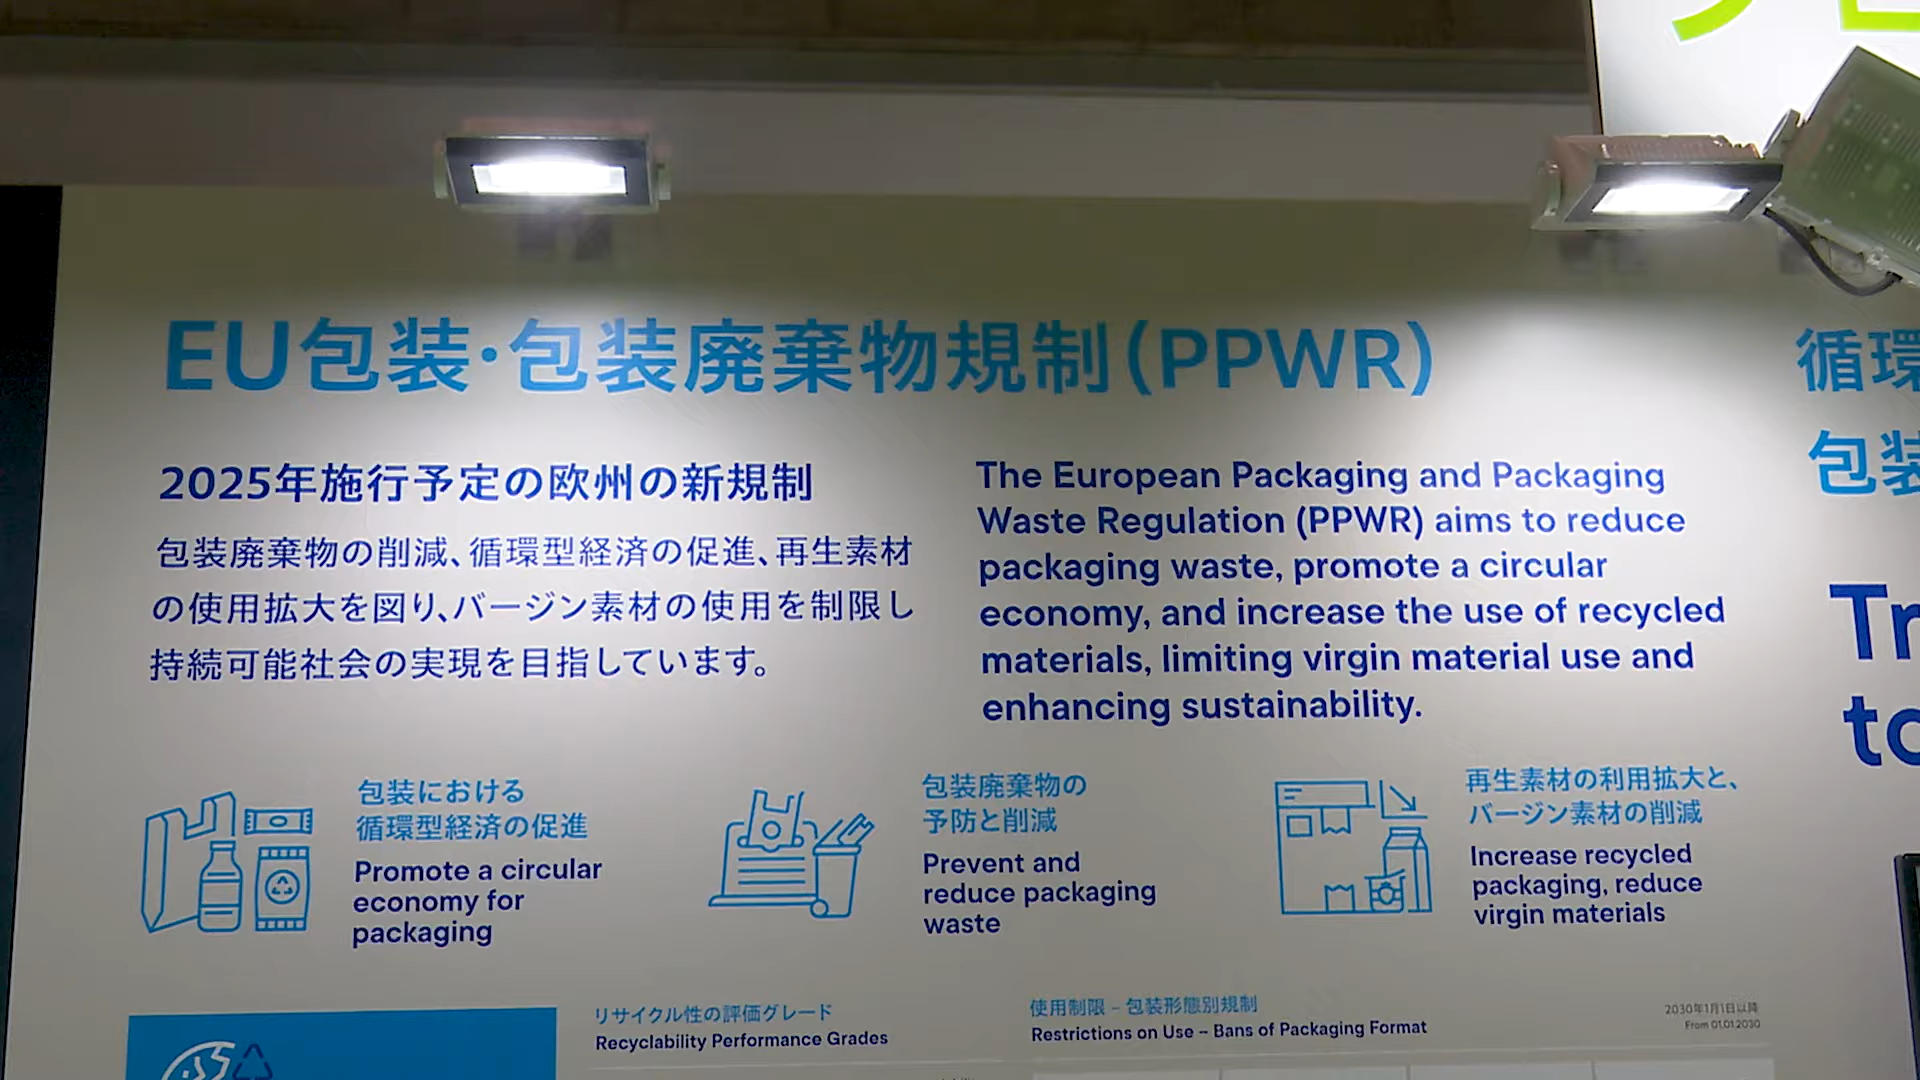 EU包装・包装廃棄物規制(PPWR)
2025年施行予定の欧州の新規制
包装廃棄物の削減、循環型経済の促進、再生素材
の使用拡大を図り、バージン素材の使用を制限し
持続可能社会の実現を目指しています。
The European Packaging and Packaging
Waste Regulation (PPWR) aims to reduce
packaging waste, promote a circular
economy, and increase the use of recycled
materials, limiting virgin material use and
enhancing sustainability.
包装における
循環型経済の促進
Promote a circular
economy for
packaging
包装廃棄物の
予防と削減
Prevent and
reduce packaging
waste
再生素材の利用拡大と、
バージン素材の削減
Increase recycled
packaging, reduce
virgin materials
リサイクル性の評価グレード
Recyclability Performance Grades
使用制限 – 包装形態別規制
Restrictions on Use – Bans of Packaging Format
2030年1月1日以降
From 01.01.2030
循環
包装
Tr
to